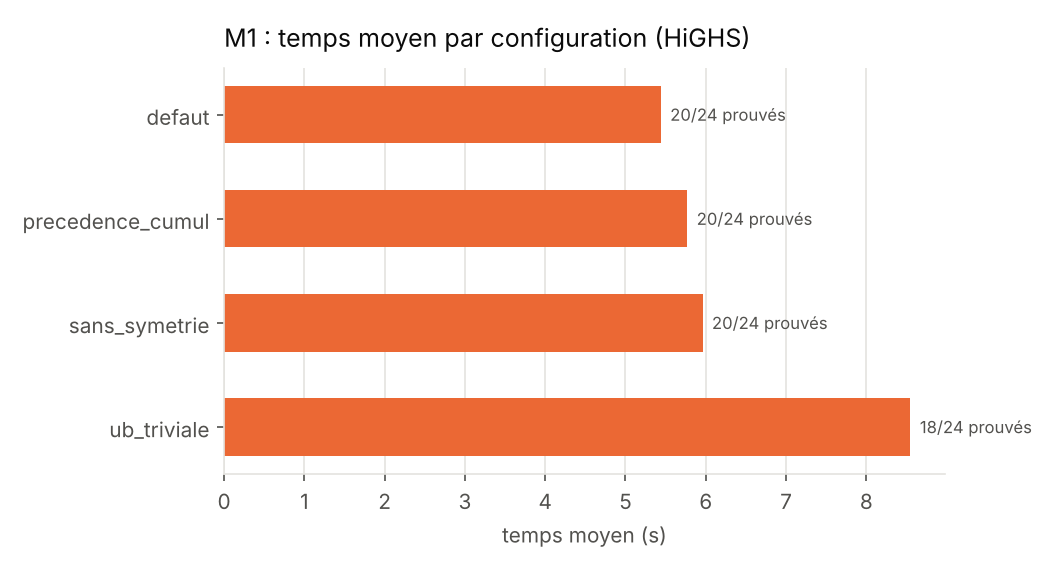 M1 : temps moyen par configuration (HiGHS)
defaut
20/24 prouvés
precedence_cumul
20/24 prouvés
sans_symetrie
20/24 prouvés
ub_triviale
18/24 prouvés
0 1 2 3 4 5 6 7 8
temps moyen (s)